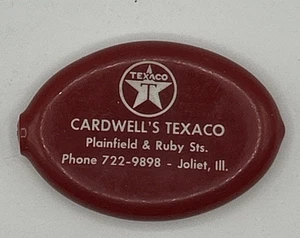 TEXACO
T
CARDWELL'S TEXACO
Plainfield & Ruby Sts.
Phone 722-9898 - Joliet, Ill.